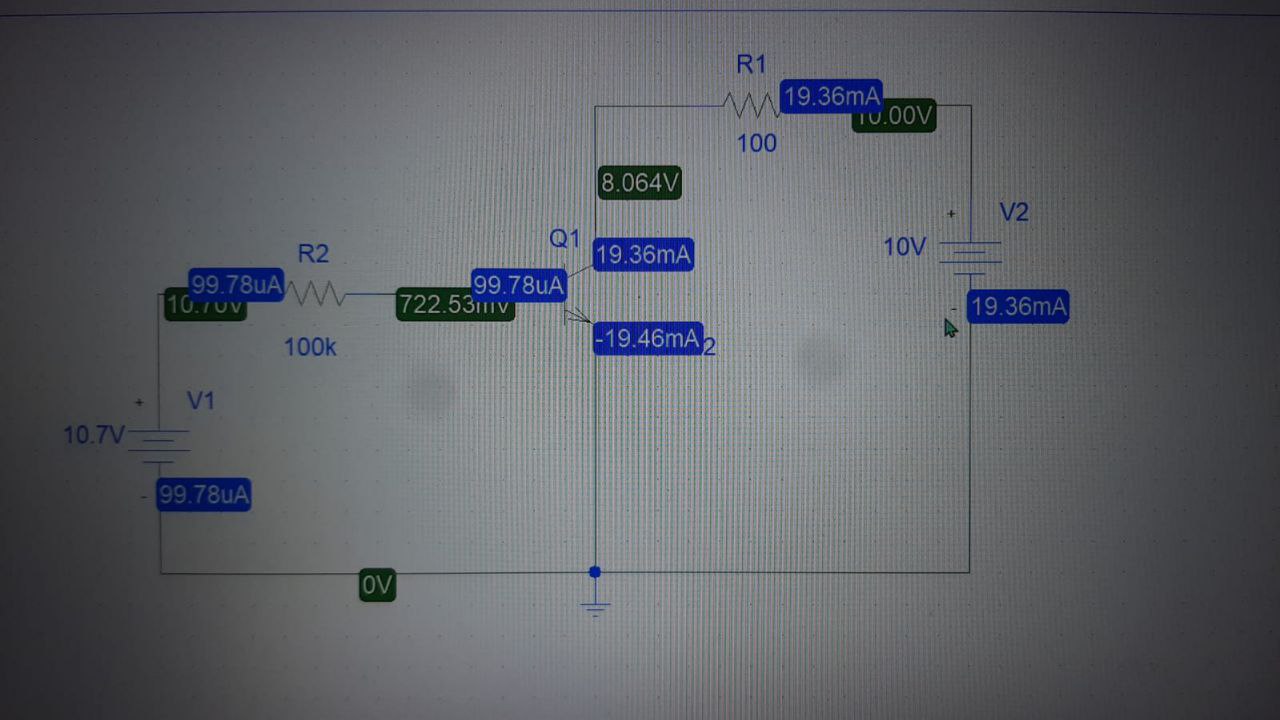 R1
19.36mA
10.00V
100
8.064V
+
V2
Q1
10V
19.36mA
R2
99.78uA
99.78uA
10.70V
722.53mV
-
19.36mA
-19.46mA
2
100k
+
V1
10.7V
-
99.78uA
0V